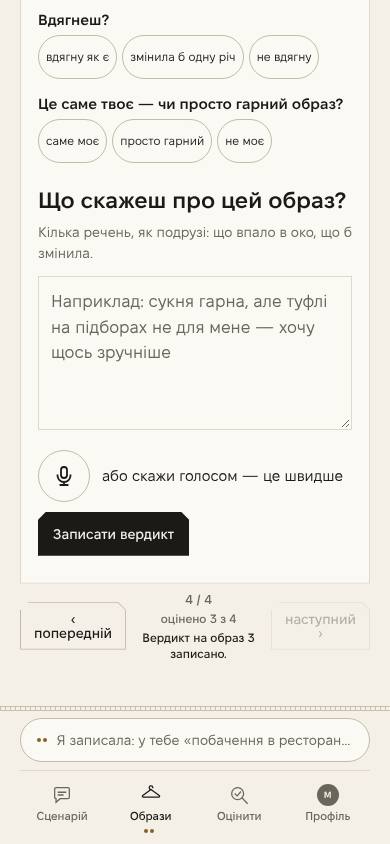 Вдягнеш?
вдягну як є
змінила б одну річ
не вдягну
Це саме твоє — чи просто гарний образ?
саме моє
просто гарний
не моє
Що скажеш про цей образ?
Кілька речень, як подрузі: що впало в око, що б
змінила.
Наприклад: сукня гарна, але туфлі
на підборах не для мене — хочу
щось зручніше
або скажи голосом — це швидше
Записати вердикт
‹
попередній
4 / 4
оцінено 3 з 4
Вердикт на образ 3
записано.
наступний
›
Я записала: у тебе «побачення в ресторан...
Сценарій
Образи
Оцінити
М
Профіль